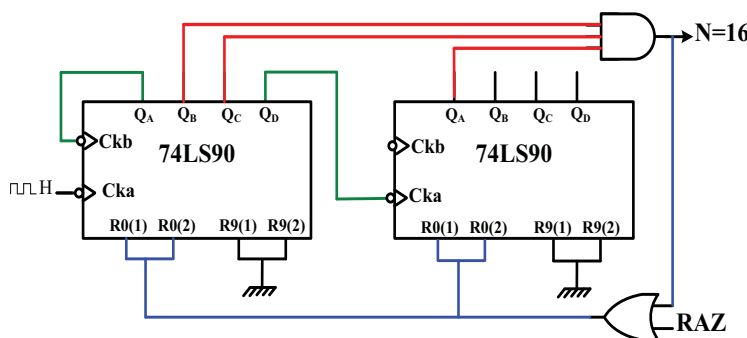 N=16
QA QB QC QD
QA QB QC QD
Ckb
74LS90
Ckb
74LS90
H
Cka
Cka
R0(1) R0(2) R9(1) R9(2)
R0(1) R0(2) R9(1) R9(2)
RAZ